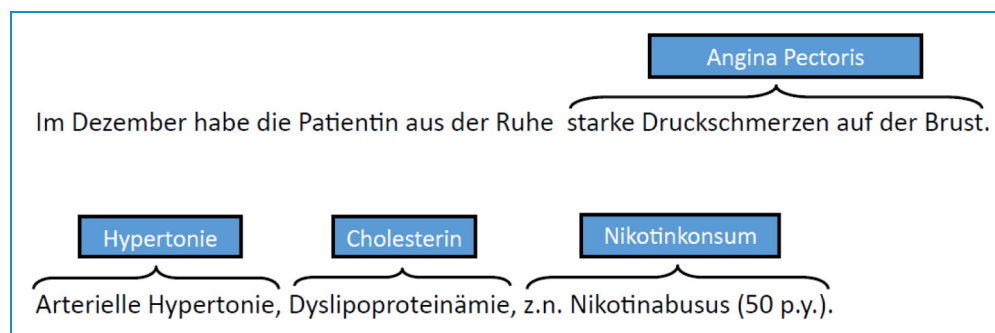 Angina Pectoris
Im Dezember habe die Patientin aus der Ruhe starke Druckschmerzen auf der Brust.
Hypertonie Cholesterin Nikotinkonsum
Arterielle Hypertonie, Dyslipoproteinämie, z.n. Nikotinabusus (50 p.y.).